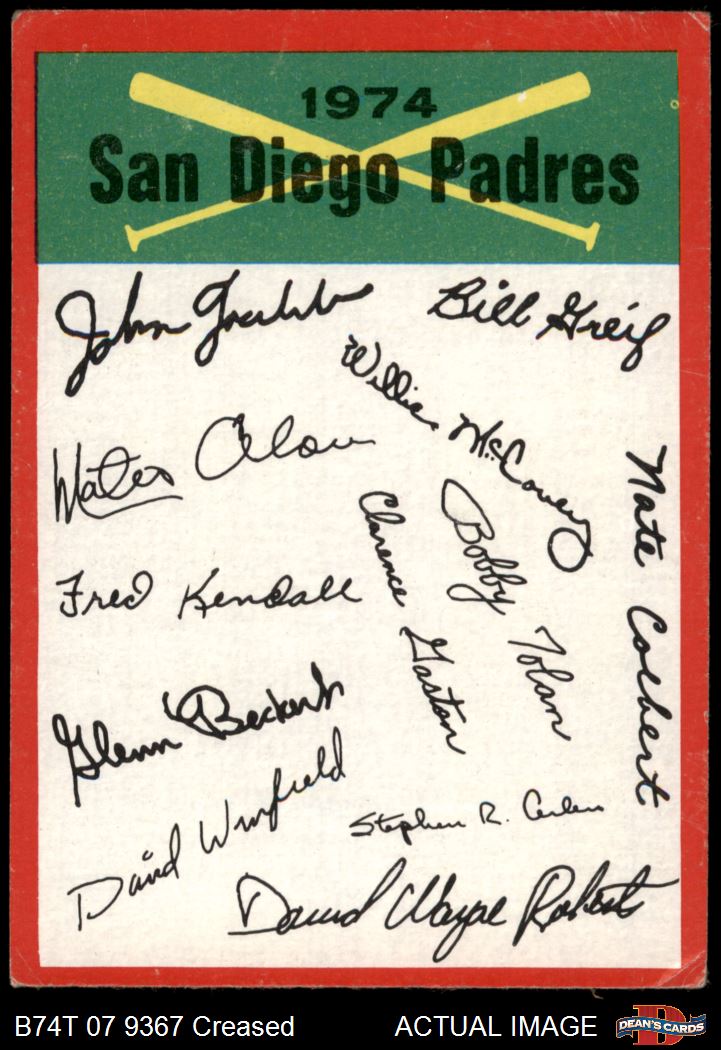 1974
San Diego Padres
John Grubb
Bill Greif
Willie McCovey
Mateo Alou
Nate Colbert
Clarence Gaston
Bobby Tolan
Fred Kendall
Glenn Beckert
David Winfield
Stephen R. Arlin
David Wayne Roberts
B74T 07 9367 Creased
ACTUAL IMAGE
D
DEAN'S CARDS